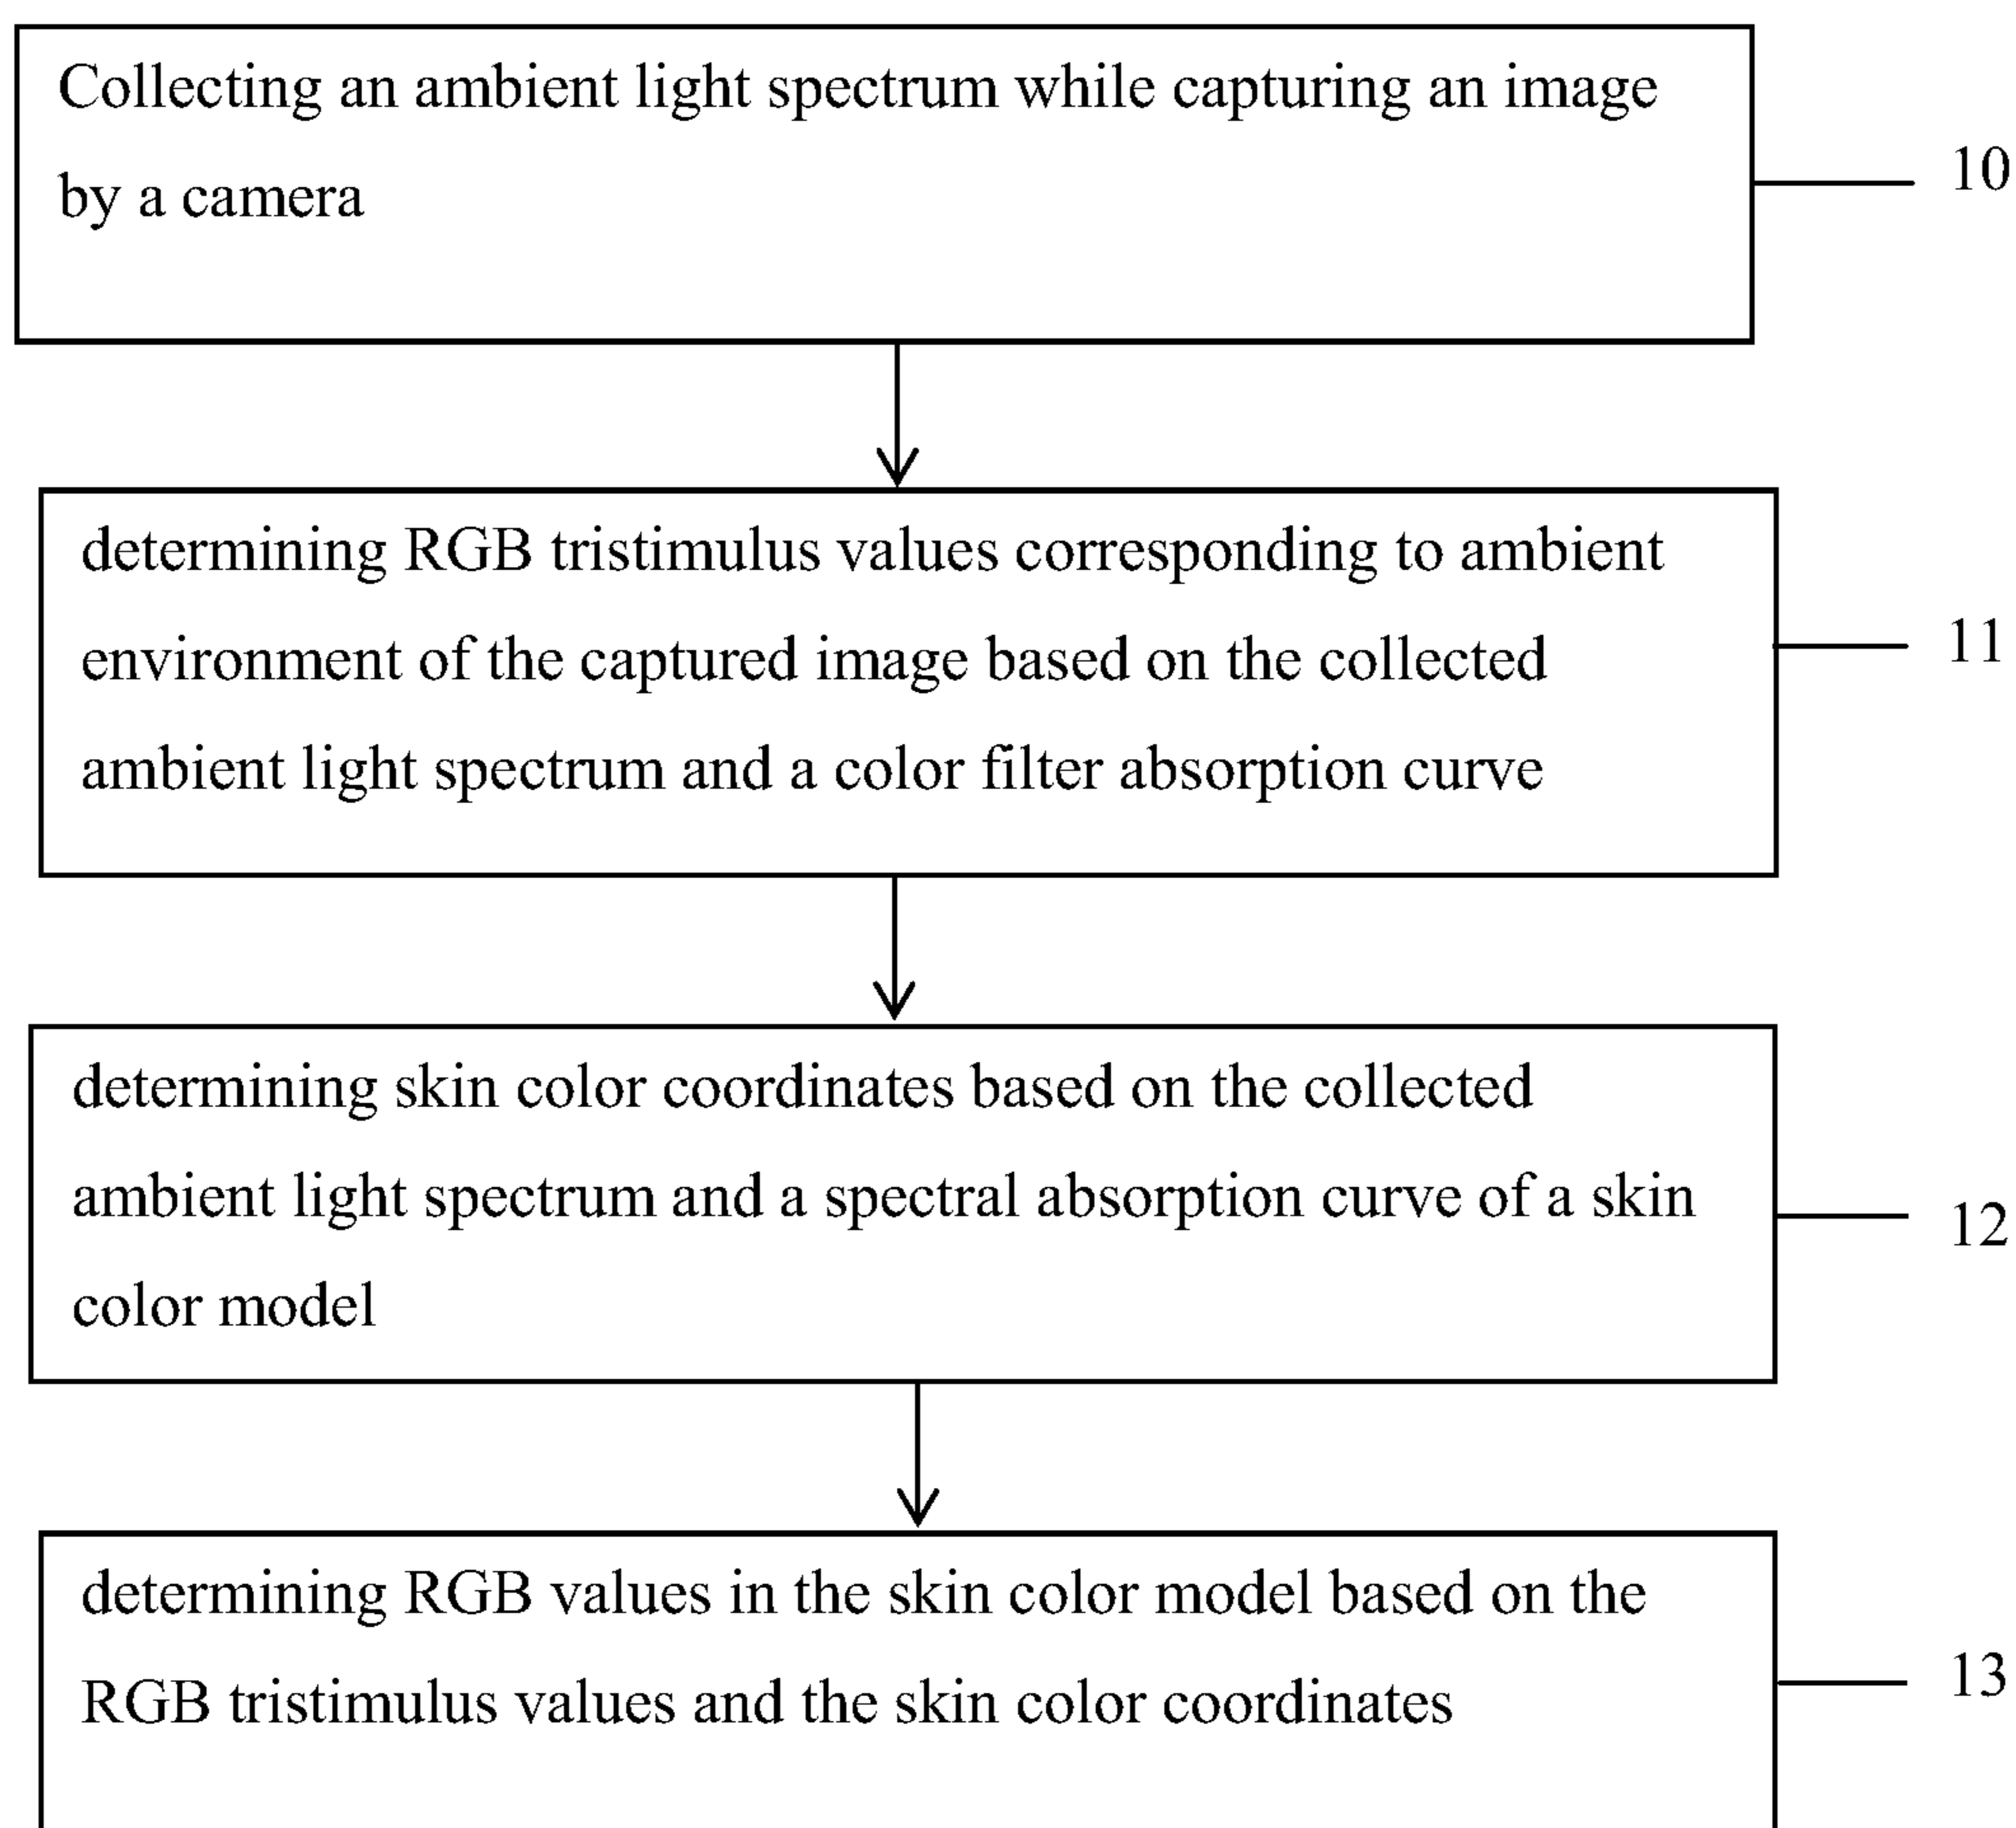 Collecting an ambient light spectrum while capturing an image
by a camera
10
determining RGB tristimulus values corresponding to ambient
environment of the captured image based on the collected
ambient light spectrum and a color filter absorption curve
11
determining skin color coordinates based on the collected
ambient light spectrum and a spectral absorption curve of a skin
color model
12
determining RGB values in the skin color model based on the
RGB tristimulus values and the skin color coordinates
13